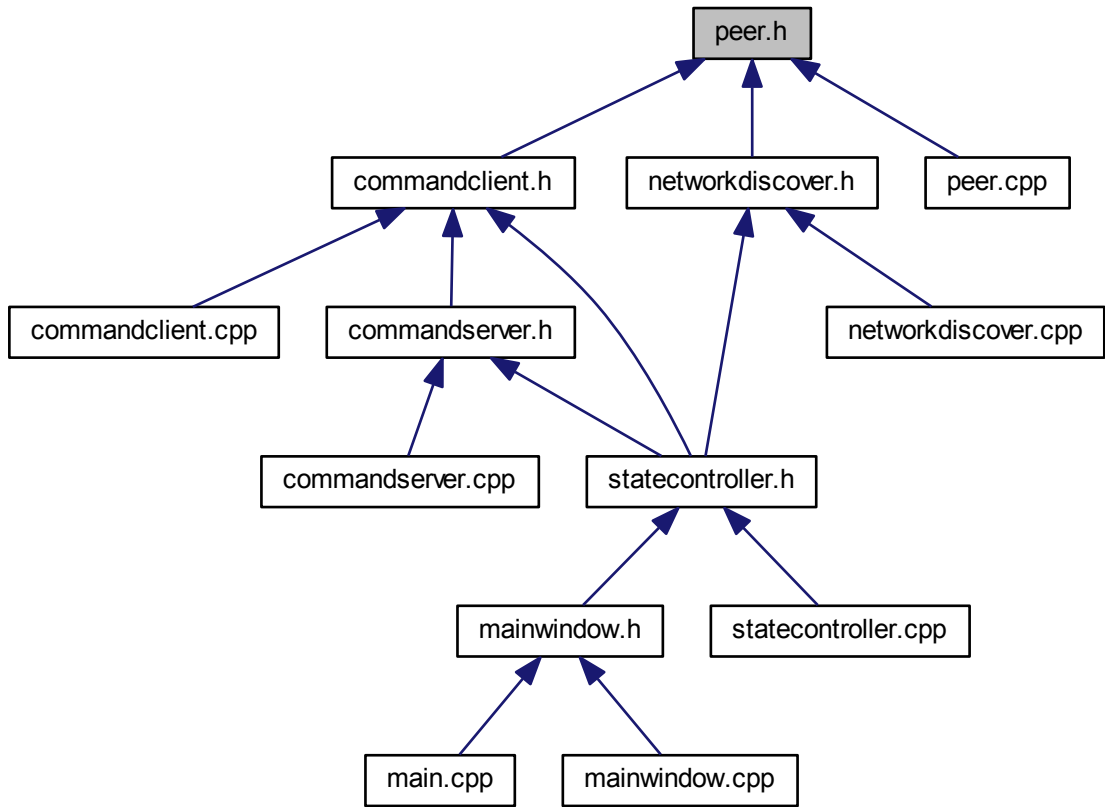 peer.h
commandclient.h
networkdiscover.h
peer.cpp
commandclient.cpp
commandserver.h
networkdiscover.cpp
commandserver.cpp
statecontroller.h
mainwindow.h
statecontroller.cpp
main.cpp
mainwindow.cpp